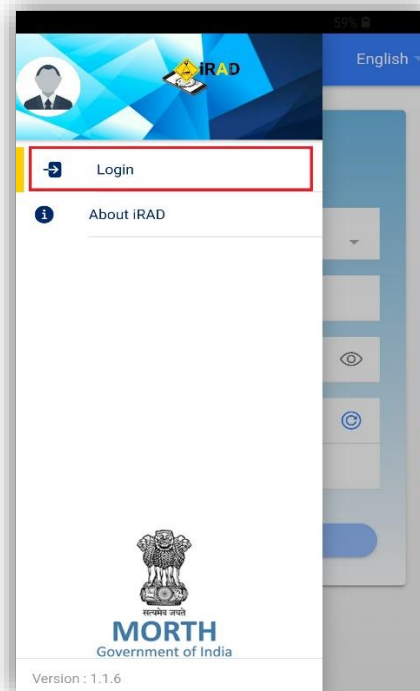 59%
English
iRAD
Login
About iRAD
सत्यमेव जयते
MORTH
Government of India
Version : 1.1.6